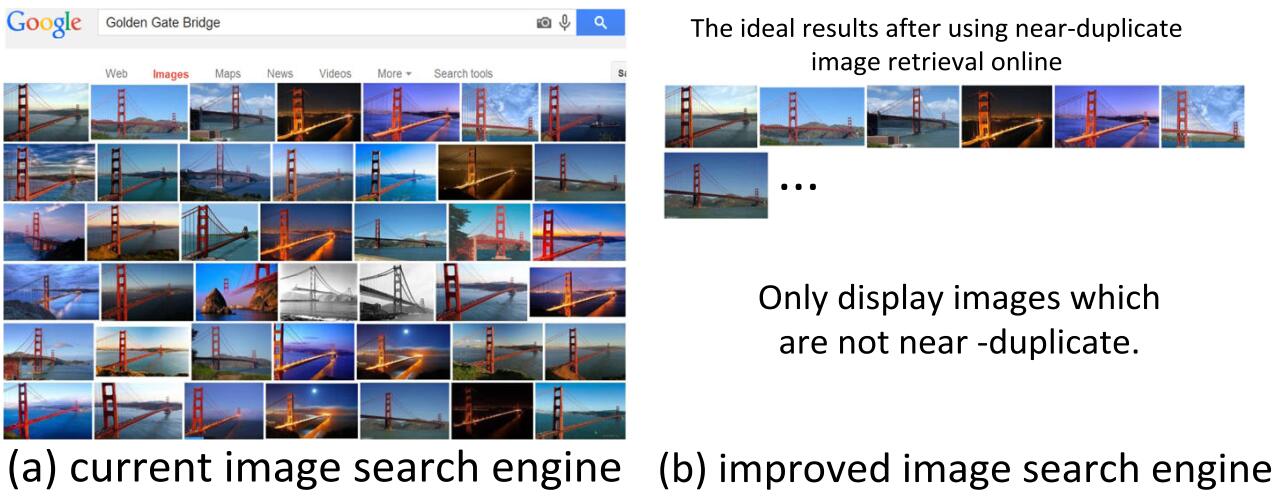 Google
Golden Gate Bridge
Web Images Maps News Videos More Search tools
(a) current image search engine
The ideal results after using near-duplicate
image retrieval online
...
Only display images which
are not near -duplicate.
(b) improved image search engine